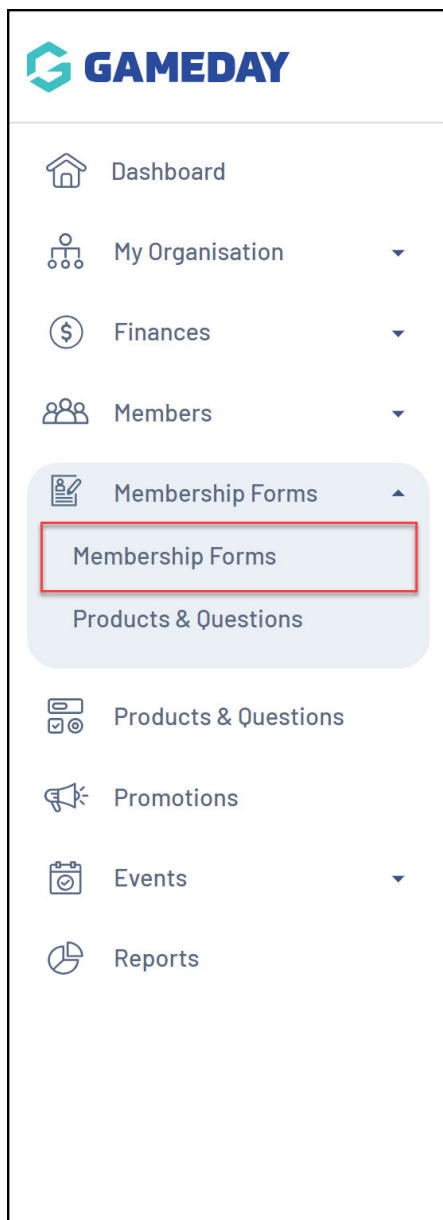 GAMEDAY
Dashboard
My Organisation
Finances
Members
Membership Forms
Membership Forms
Products & Questions
Products & Questions
Promotions
Events
Reports